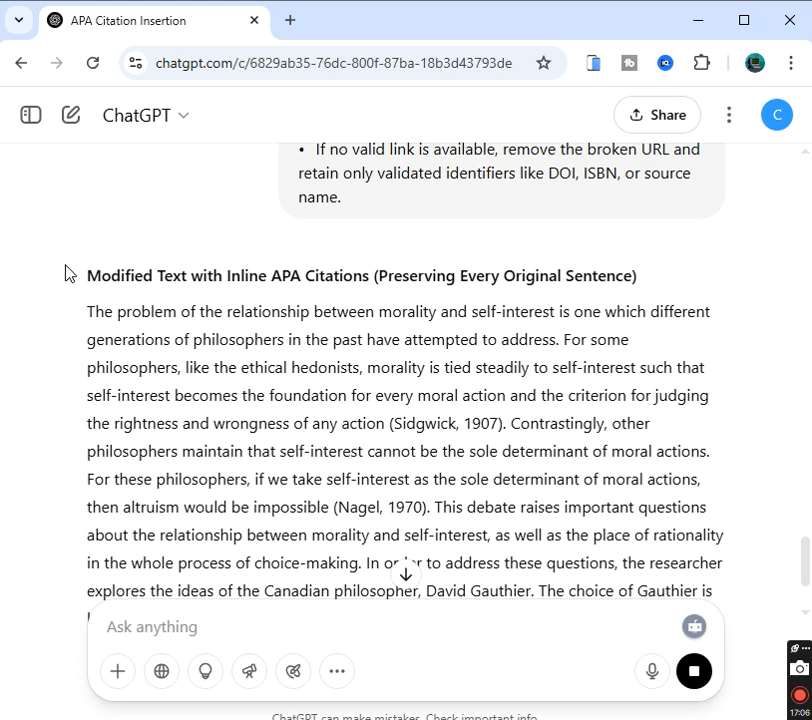 APA Citation Insertion
chatgpt.com/c/6829ab35-76dc-800f-87ba-18b3d43793de
ChatGPT
Share
C
• If no valid link is available, remove the broken URL and
retain only validated identifiers like DOI, ISBN, or source
name.
Modified Text with Inline APA Citations (Preserving Every Original Sentence)
The problem of the relationship between morality and self-interest is one which different
generations of philosophers in the past have attempted to address. For some
philosophers, like the ethical hedonists, morality is tied steadily to self-interest such that
self-interest becomes the foundation for every moral action and the criterion for judging
the rightness and wrongness of any action (Sidgwick, 1907). Contrastingly, other
philosophers maintain that self-interest cannot be the sole determinant of moral actions.
For these philosophers, if we take self-interest as the sole determinant of moral actions,
then altruism would be impossible (Nagel, 1970). This debate raises important questions
about the relationship between morality and self-interest, as well as the place of rationality
in the whole process of choice-making. In order to address these questions, the researcher
explores the ideas of the Canadian philosopher, David Gauthier. The choice of Gauthier is
Ask anything
ChatGPT can make mistakes. Check important info.
17:06